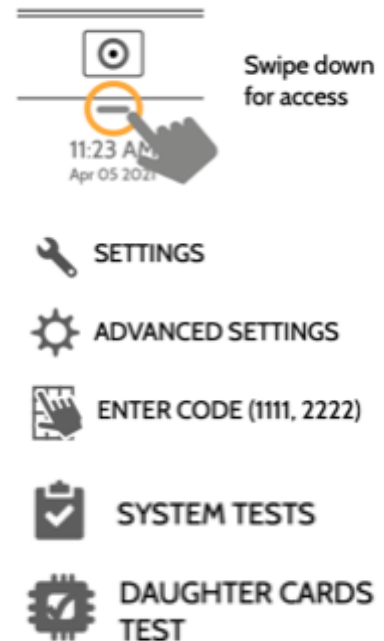 Swipe down
for access
11:23 AM
Apr 05 2021
SETTINGS
ADVANCED SETTINGS
ENTER CODE (1111, 2222)
SYSTEM TESTS
DAUGHTER CARDS
TEST